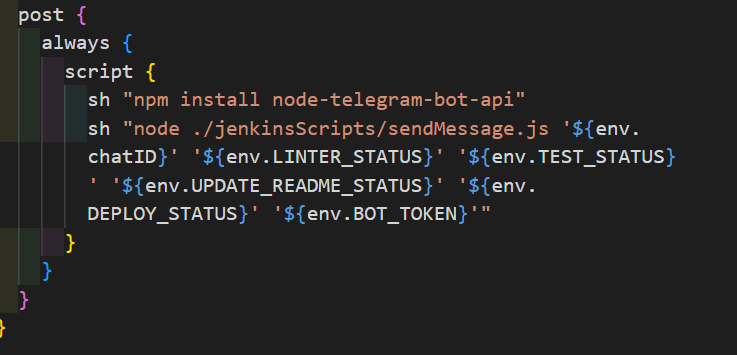 post {
always {
script {
sh "npm install node-telegram-bot-api"
sh "node ./jenkinsScripts/sendMessage.js '${env.
chatID}' '${env.LINTER_STATUS}' '${env.TEST_STATUS}
' '${env.UPDATE_README_STATUS}' '${env.
DEPLOY_STATUS}' '${env.BOT_TOKEN}'"
}
}
}
}